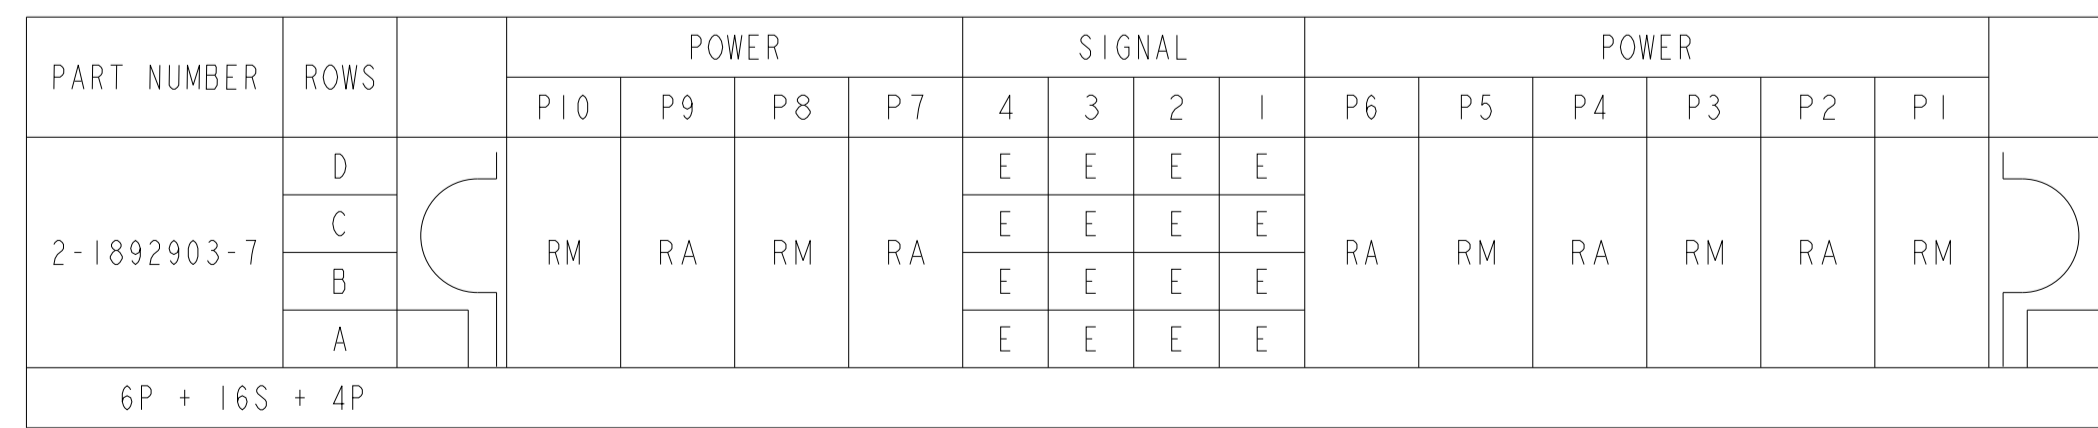 POWER SIGNAL POWER
PART NUMBER ROWS
P10 P9 P8 P7 4 3 2 1 P6 P5 P4 P3 P2 P1
D E E E E
C E E E E
2-1892903-7 RM RA RM RA RA RM RA RM RA RM
B E E E E
A E E E E
6P + 16S + 4P